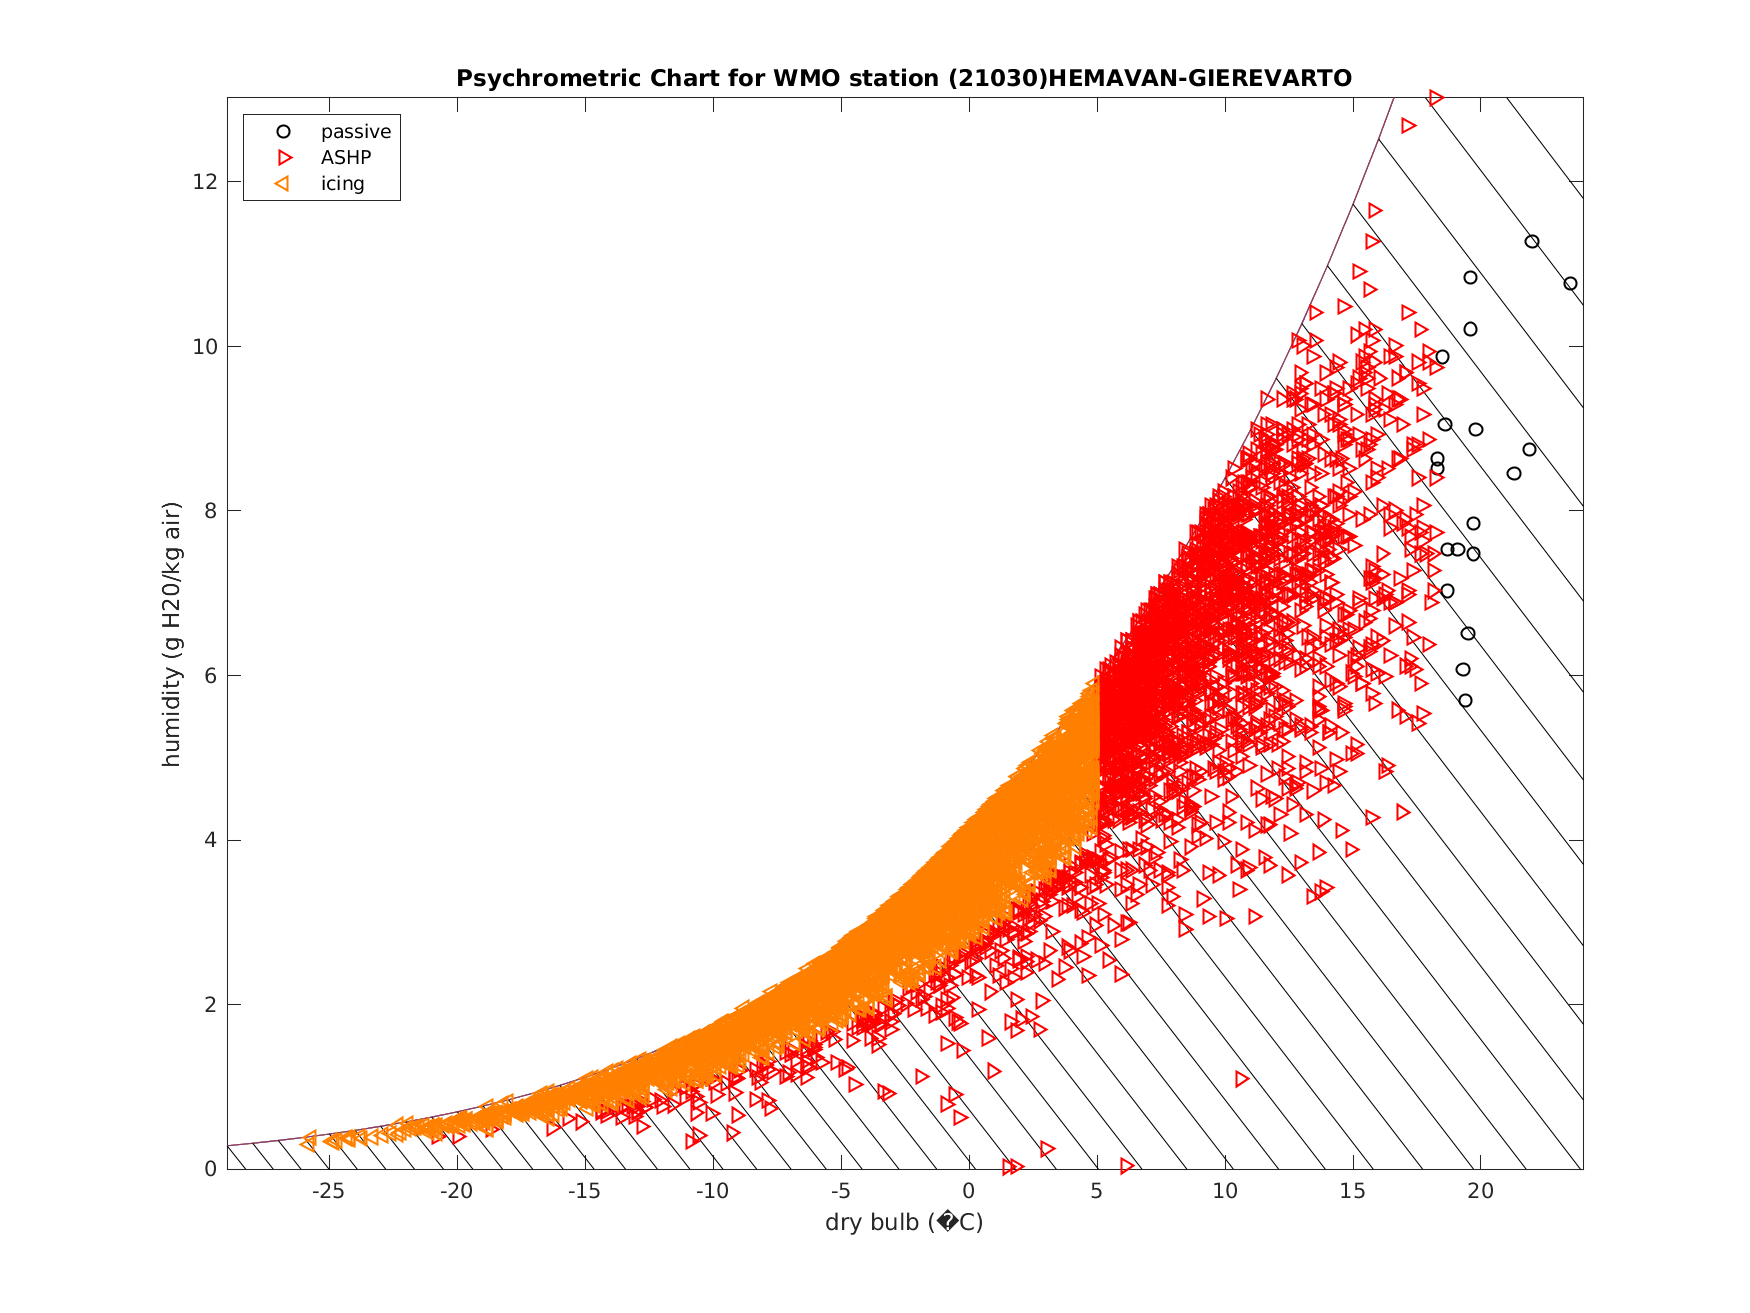 Psychrometric Chart for WMO station (21030)HEMAVAN-GIEREVARTO
passive
ASHP
icing
humidity (g H20/kg air)
12
10
8
6
4
2
0
-25 -20 -15 -10 -5 0 5 10 15 20
dry bulb (�C)